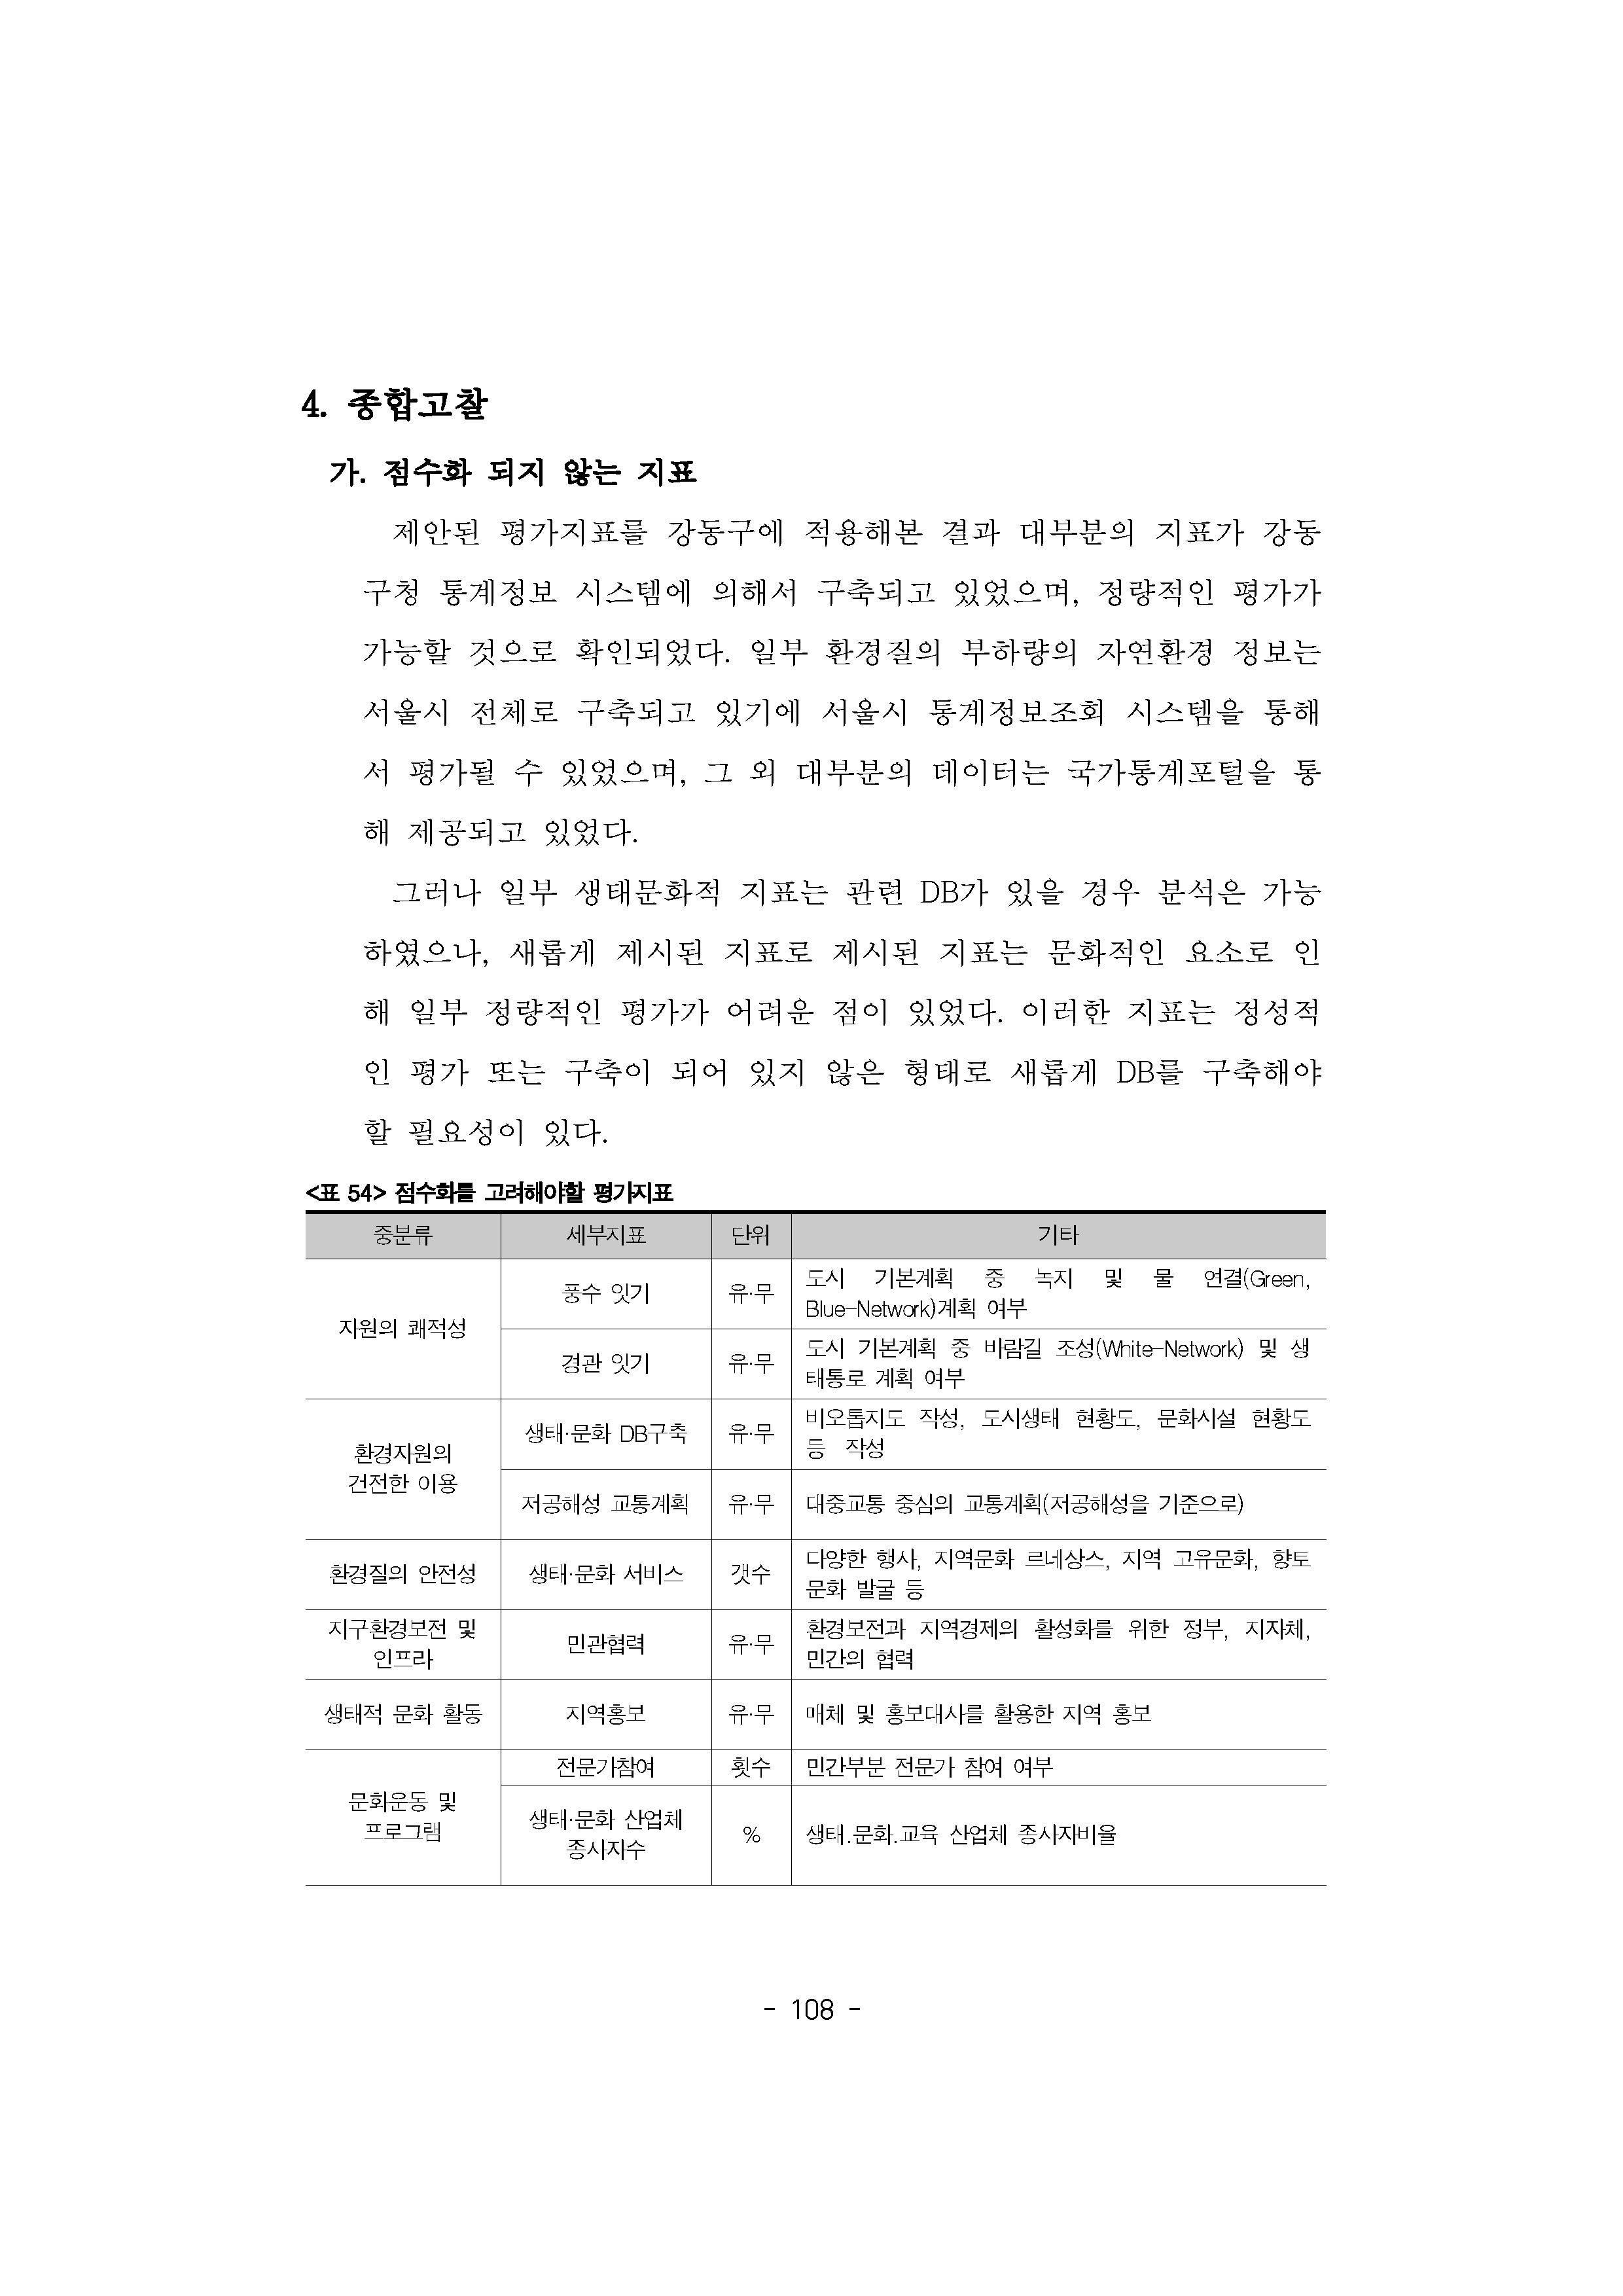 4. 종합고찰
가. 점수화 되지 않는 지표
제안된 평가지표를 강동구에 적용해본 결과 대부분의 지표가 강동
구청 통계정보 시스템에 의해서 구축되고 있었으며, 정량적인 평가가
가능할 것으로 확인되었다. 일부 환경질의 부하량의 자연환경 정보는
서울시 전체로 구축되고 있기에 서울시 통계정보조회 시스템을 통해
서 평가될 수 있었으며, 그 외 대부분의 데이터는 국가통계포털을 통
해 제공되고 있었다.
그러나 일부 생태문화적 지표는 관련 DB가 있을 경우 분석은 가능
하였으나, 새롭게 제시된 지표로 제시된 지표는 문화적인 요소로 인
해 일부 정량적인 평가가 어려운 점이 있었다. 이러한 지표는 정성적
인 평가 또는 구축이 되어 있지 않은 형태로 새롭게 DB를 구축해야
할 필요성이 있다.
<표 54> 점수화를 고려해야할 평가지표
중분류 세부지표 단위 기타
지원의 쾌적성
풍수 잇기 유·무
도시 기본계획 중 녹지 및 물 연결(Green,
Blue-Network)계획 여부
경관 잇기 유·무
도시 기본계획 중 바람길 조성(White-Network) 및 생
태통로 계획 여부
환경자원의
건전한 이용
생태·문화 DB구축 유·무
비오톱지도 작성, 도시생태 현황도, 문화시설 현황도
등 작성
저공해성 교통계획 유·무 대중교통 중심의 교통계획(저공해성을 기준으로)
환경질의 안전성 생태·문화 서비스 갯수
다양한 행사, 지역문화 르네상스, 지역 고유문화, 향토
문화 발굴 등
지구환경보전 및
인프라
민관협력 유·무
환경보전과 지역경제의 활성화를 위한 정부, 지자체,
민간의 협력
생태적 문화 활동 지역홍보 유·무 매체 및 홍보대사를 활용한 지역 홍보
문화운동 및
프로그램
전문가참여 횟수 민간부분 전문가 참여 여부
생태·문화 산업체
종사자수
% 생태.문화.교육 산업체 종사자비율
- 108 -